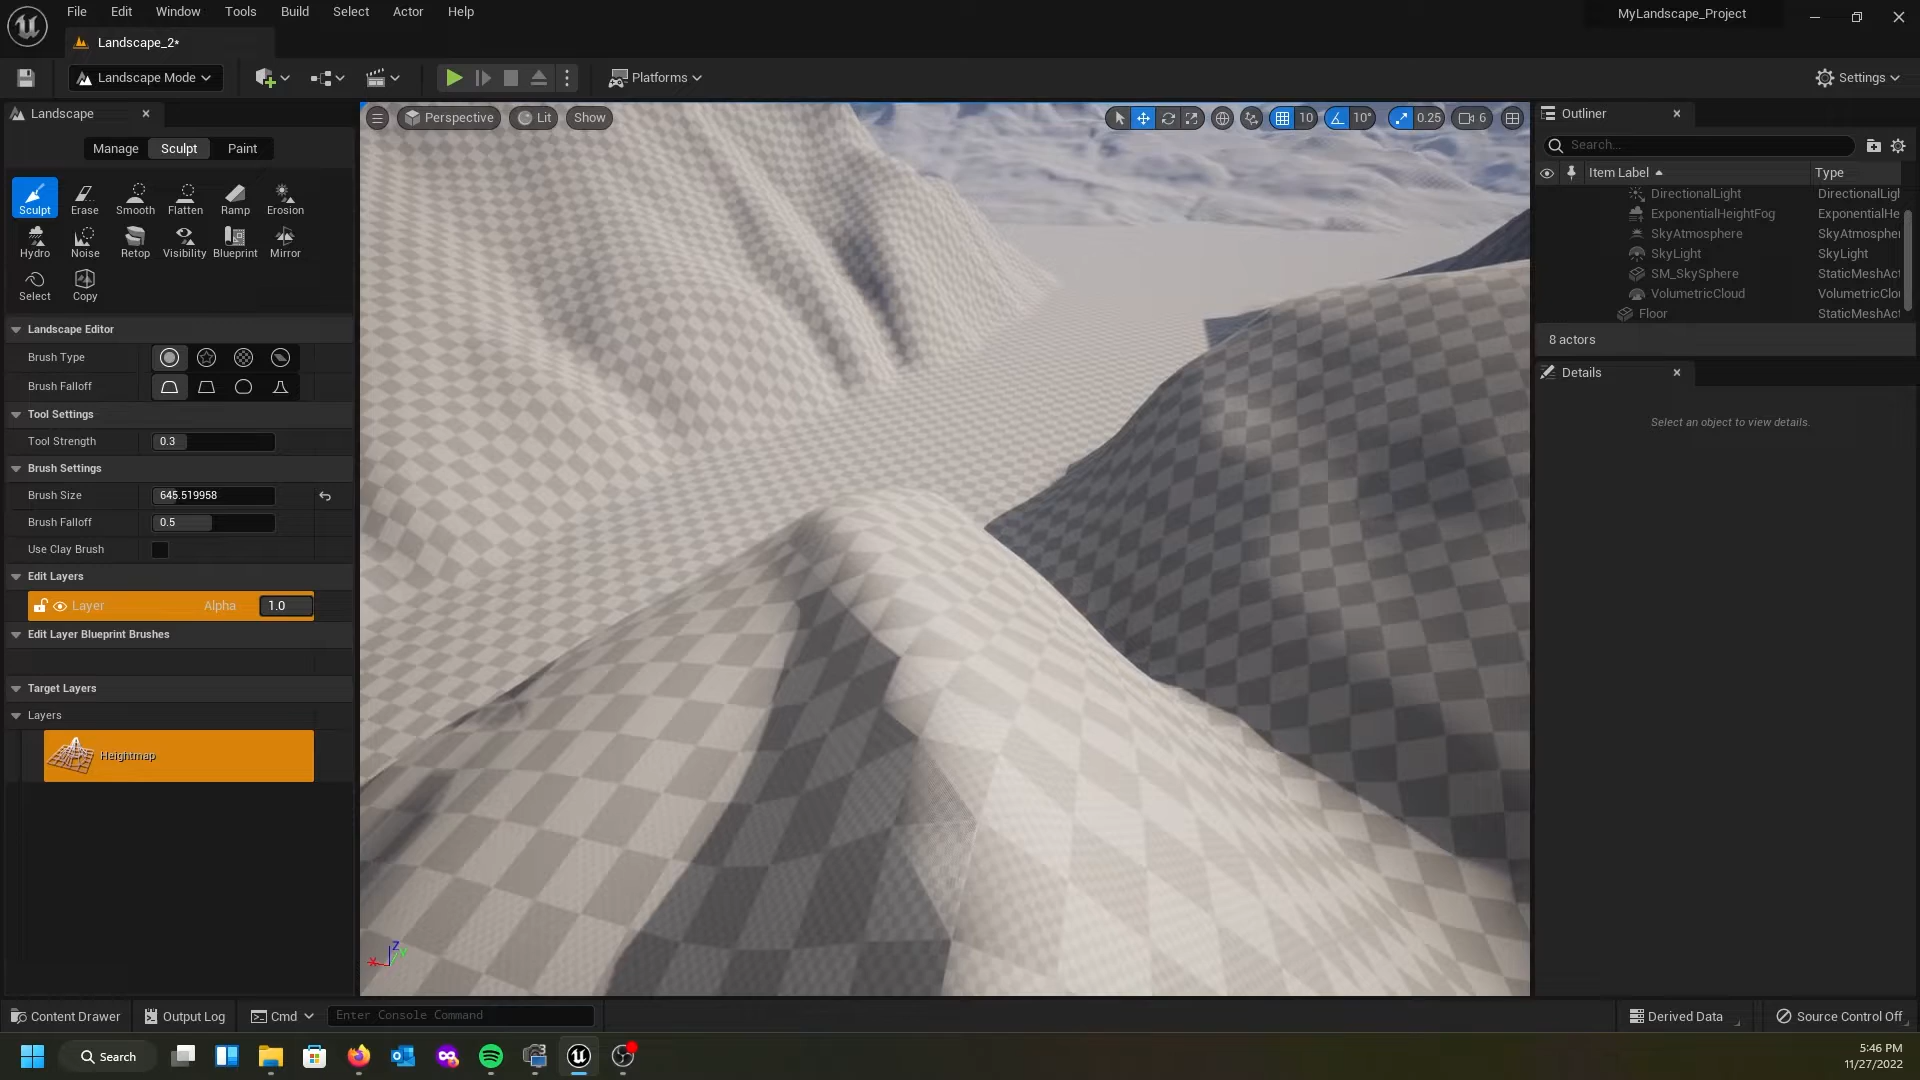 File Edit Window Tools Build Select Actor Help
MyLandscape_Project
Landscape_2*
Landscape Mode
Platforms
Settings
Landscape
Manage Sculpt Paint
Sculpt Erase Smooth Flatten Ramp Erosion
Hydro Noise Retop Visibility Blueprint Mirror
Select Copy
Landscape Editor
Brush Type
Brush Falloff
Tool Settings
Tool Strength 0.3
Brush Settings
Brush Size 645.519958
Brush Falloff 0.5
Use Clay Brush
Edit Layers
Layer Alpha 1.0
Edit Layer Blueprint Brushes
Target Layers
Layers
Heightmap
Perspective Lit Show
10 10° 0.25 6
Z
X
Y
Outliner
Search...
Item Label Type
DirectionalLight DirectionalLigh
ExponentialHeightFog ExponentialHe
SkyAtmosphere SkyAtmospher
SkyLight SkyLight
SM_SkySphere StaticMeshAct
VolumetricCloud VolumetricClou
Floor StaticMeshAct
8 actors
Details
Select an object to view details.
Content Drawer Output Log Cmd Enter Console Command
Derived Data Source Control Off
Search
5:46 PM
11/27/2022